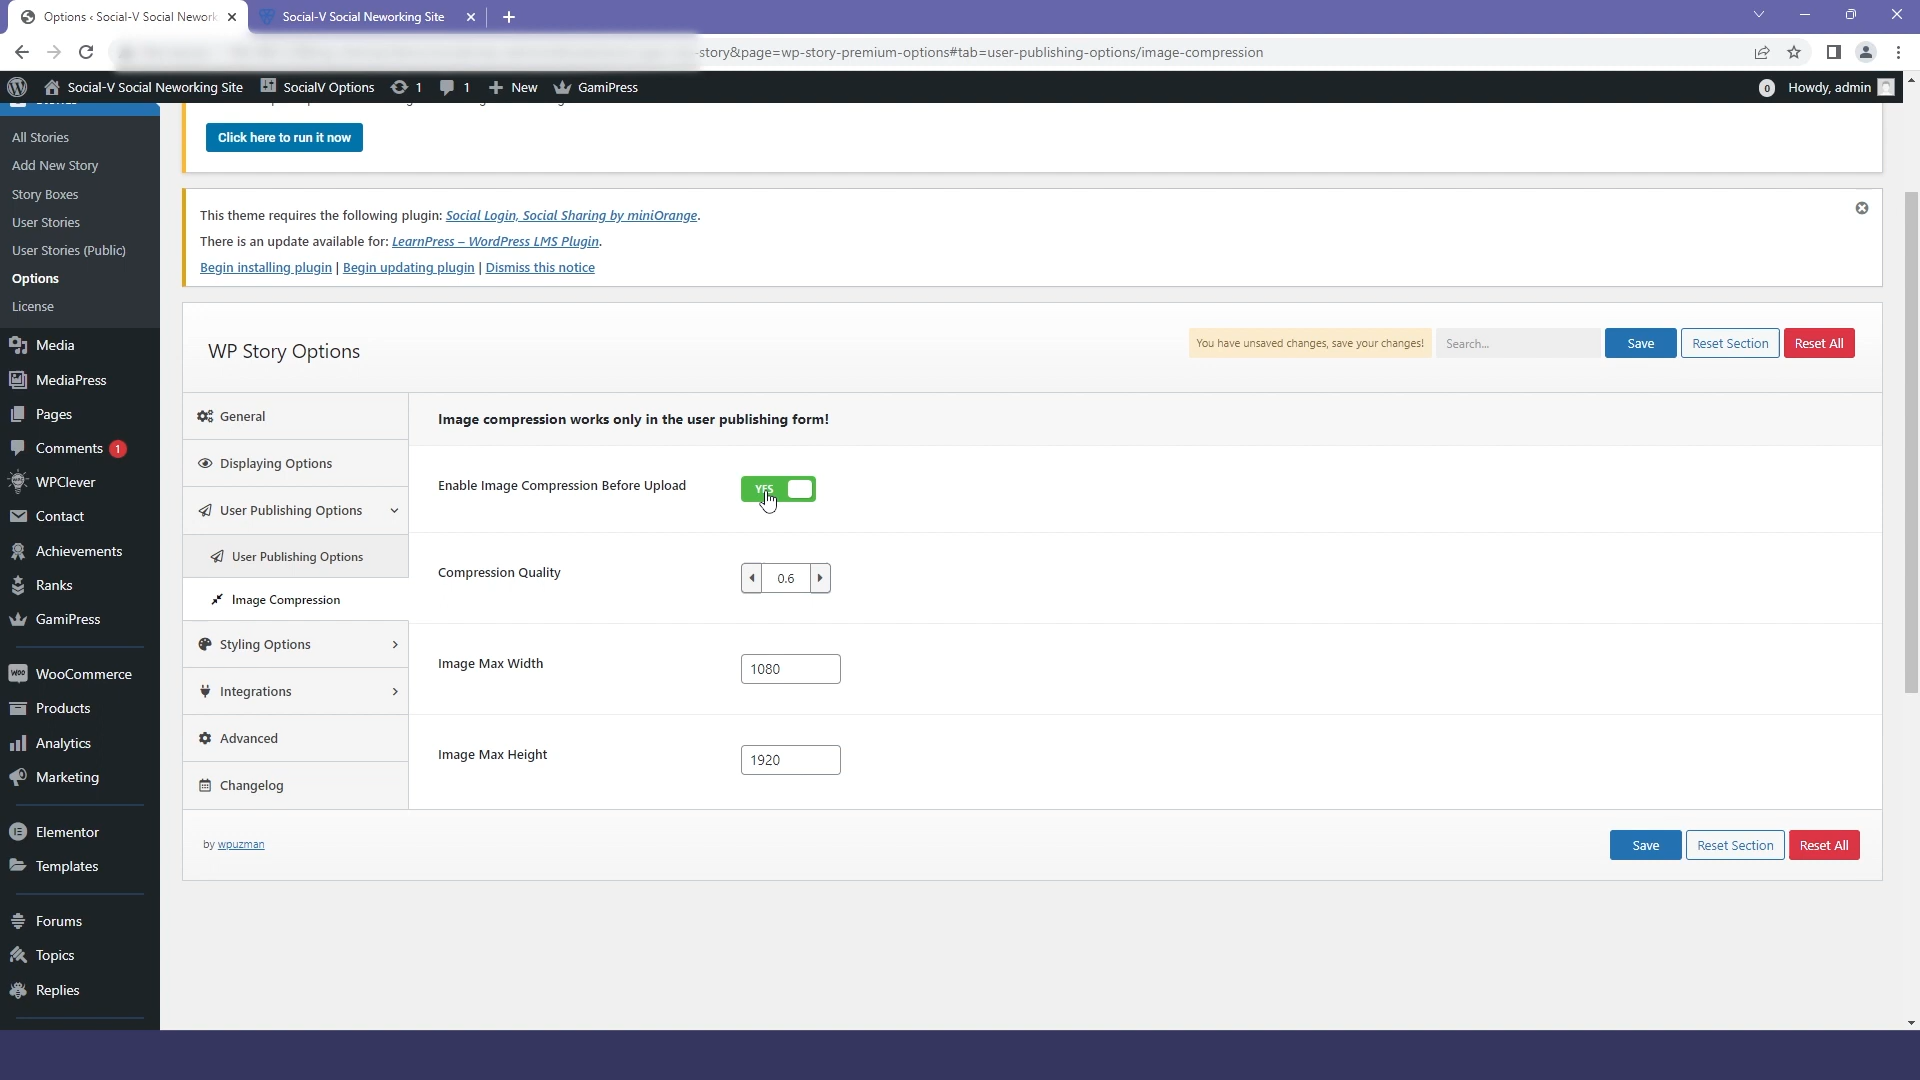 Options ‹ Social-V Social Network
Social-V Social Neworking Site
story&page=wp-story-premium-options#tab=user-publishing-options/image-compression
Social-V Social Neworking Site
SocialV Options
1
1
New
GamiPress
0
Howdy, admin
All Stories
Add New Story
Story Boxes
User Stories
User Stories (Public)
Options
License
Media
MediaPress
Pages
Comments 1
WPClever
Contact
Achievements
Ranks
GamiPress
WooCommerce
Products
Analytics
Marketing
Elementor
Templates
Forums
Topics
Replies
Click here to run it now
This theme requires the following plugin: Social Login, Social Sharing by miniOrange.
There is an update available for: LearnPress – WordPress LMS Plugin.
Begin installing plugin | Begin updating plugin | Dismiss this notice
WP Story Options
You have unsaved changes, save your changes!
Search...
Save
Reset Section
Reset All
General
Displaying Options
User Publishing Options
User Publishing Options
Image Compression
Styling Options
Integrations
Advanced
Changelog
Image compression works only in the user publishing form!
Enable Image Compression Before Upload
YES
Compression Quality
0.6
Image Max Width
1080
Image Max Height
1920
by wpuzman
Save
Reset Section
Reset All